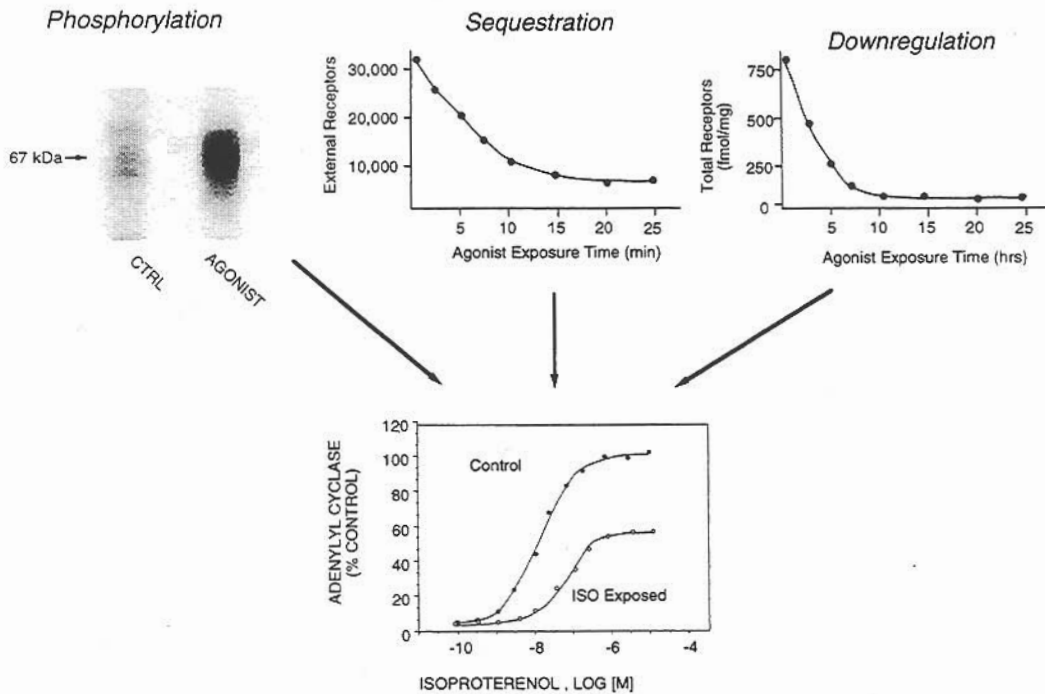 Phosphorylation
67 kDa
CTRL
AGONIST
Sequestration
External Receptors
30,000
20,000
10,000
5 10 15 20 25
Agonist Exposure Time (min)
Downregulation
Total Receptors
(fmol/mg)
750
500
250
0
5 10 15 20 25
Agonist Exposure Time (hrs)
ADENYLYL CYCLASE
(% CONTROL)
120
100
80
60
40
20
0
Control
ISO Exposed
-10 -8 -6 -4
ISOPROTERENOL , LOG [M]